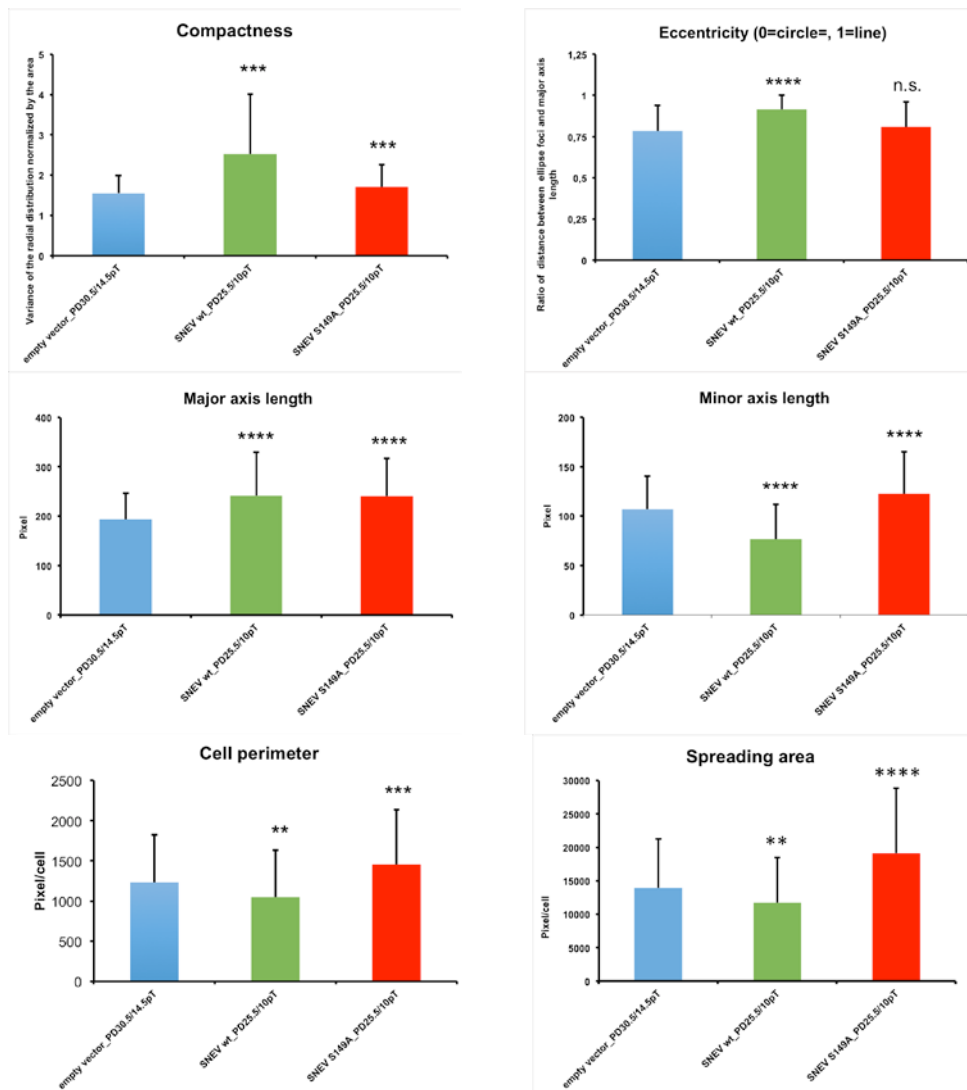 Compactness
Variance of the radial distribution normalized by the area
5
4
3
2
1
0
***
***
empty vector_PD30.5/14.5pT
SNEV wt_PD25.5/10pT
SNEV S149A_PD25.5/10pT
Eccentricity (0=circle=, 1=line)
Ratio of distance between ellipse foci and major axis
length
1,25
1
0,75
0,5
0,25
0
****
n.s.
empty vector_PD30.5/14.5pT
SNEV wt_PD25.5/10pT
SNEV S149A_PD25.5/10pT
Major axis length
Pixel
400
300
200
100
0
****
****
empty vector_PD30.5/14.5pT
SNEV wt_PD25.5/10pT
SNEV S149A_PD25.5/10pT
Minor axis length
Pixel
200
150
100
50
0
****
****
empty vector_PD30.5/14.5pT
SNEV wt_PD25.5/10pT
SNEV S149A_PD25.5/10pT
Cell perimeter
Pixel/cell
2500
2000
1500
1000
500
0
**
***
empty vector_PD30.5/14.5pT
SNEV wt_PD25.5/10pT
SNEV S149A_PD25.5/10pT
Spreading area
Pixel/cell
30000
25000
20000
15000
10000
5000
0
**
****
empty vector_PD30.5/14.5pT
SNEV wt_PD25.5/10pT
SNEV S149A_PD25.5/10pT